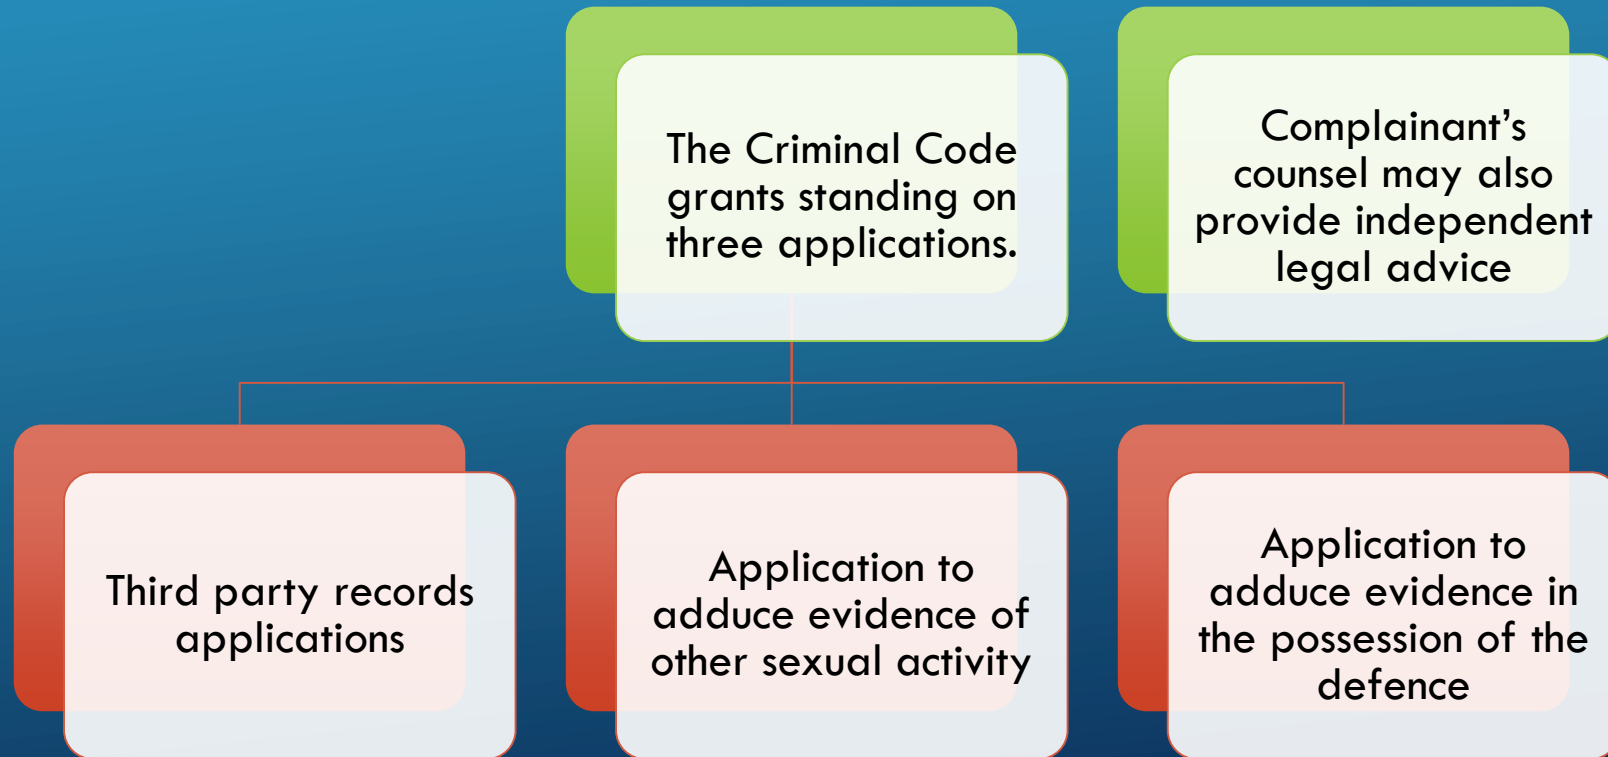 The Criminal Code
grants standing on
three applications.
Complainant’s
counsel may also
provide independent
legal advice
Third party records
applications
Application to
adduce evidence of
other sexual activity
Application to
adduce evidence in
the possession of the
defence